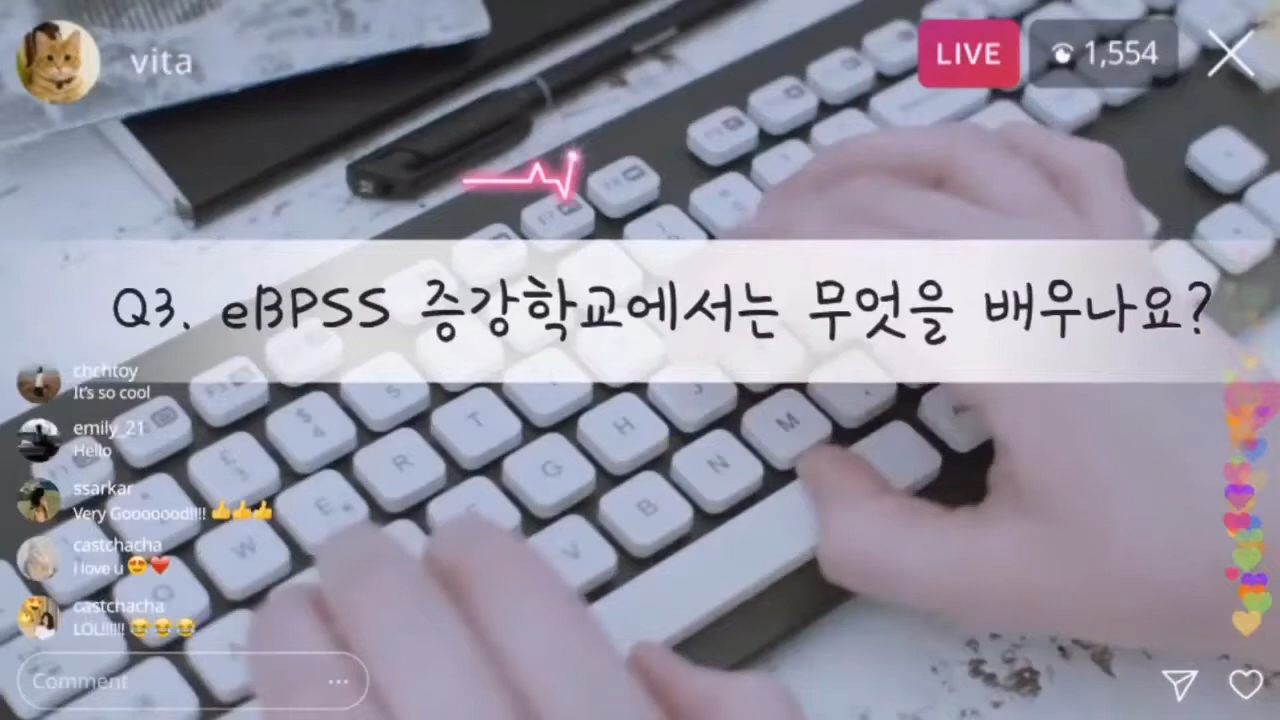 vita
LIVE
1,554
Q3. eBPSS 증강학교에서는 무엇을 배우나요?
chchtoy
It's so cool
emily_21
Hello
ssarkar
Very Gooooood!!!! 👍👍👍
castchacha
i love u 😍❤️
castchacha
LOL!!!!!! 😂😂😂
Comment
$
4
S
T
R
E
W
H
G
M
N
B
V